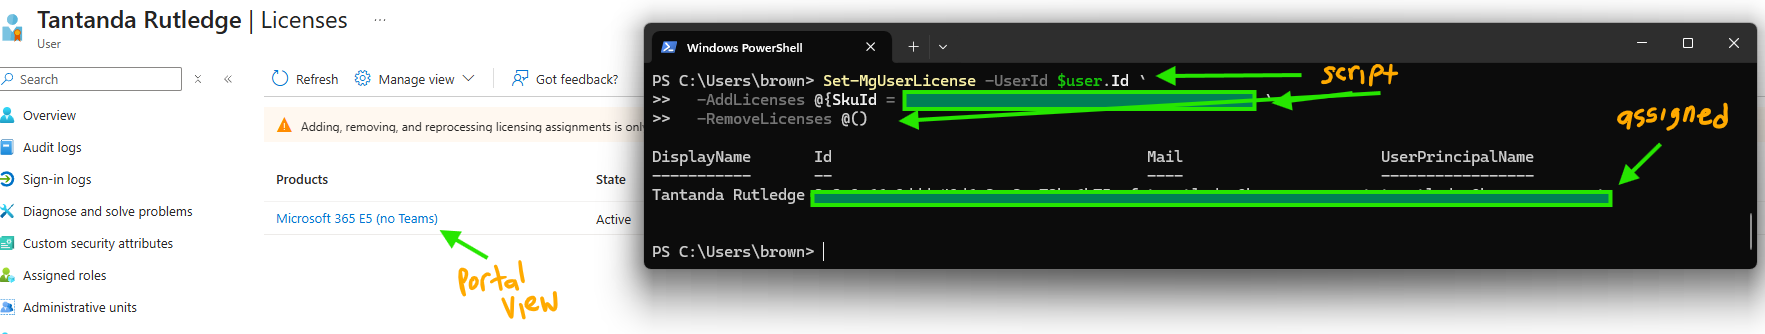 Tantanda Rutledge | Licenses ...
User
Search
Overview
Audit logs
Sign-in logs
Diagnose and solve problems
Custom security attributes
Assigned roles
Administrative units
Refresh
Manage view
Got feedback?
Adding, removing, and reprocessing licensing assignments is only
Products State
Microsoft 365 E5 (no Teams) Active
Portal
View
Windows PowerShell
PS C:\Users\brown> Set-MgUserLicense -UserId $user.Id `
>> -AddLicenses @{SkuId =
>> -RemoveLicenses @()
DisplayName Id Mail UserPrincipalName
----------- -- ---- -----------------
Tantanda Rutledge
PS C:\Users\brown>
script
assigned